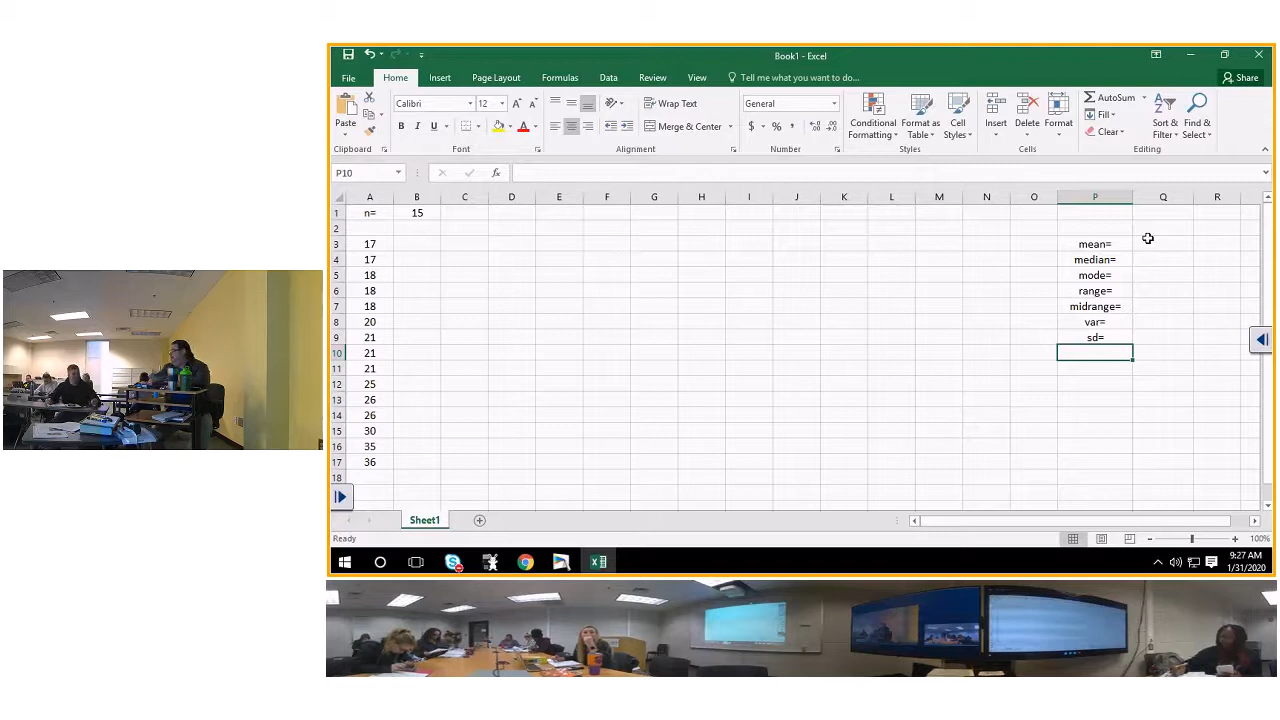 Book1 - Excel
File Home Insert Page Layout Formulas Data Review View Tell me what you want to do... Share
Paste
Clipboard
Calibri 12
B I U
Font
Wrap Text
Merge & Center
Alignment
General
$ % ,
Number
Conditional Formatting
Format as Table
Cell Styles
Styles
Insert Delete Format
Cells
AutoSum
Fill
Clear
Sort & Filter
Find & Select
Editing
P10 fx
A B C D E F G H I J K L M N O P Q R
1 n= 15
2
3 17 mean=
4 17 median=
5 18 mode=
6 18 range=
7 18 midrange=
8 20 var=
9 21 sd=
10 21
11 21
12 25
13 26
14 26
15 30
16 35
17 36
18
Sheet1
Ready 100%
9:27 AM
1/31/2020